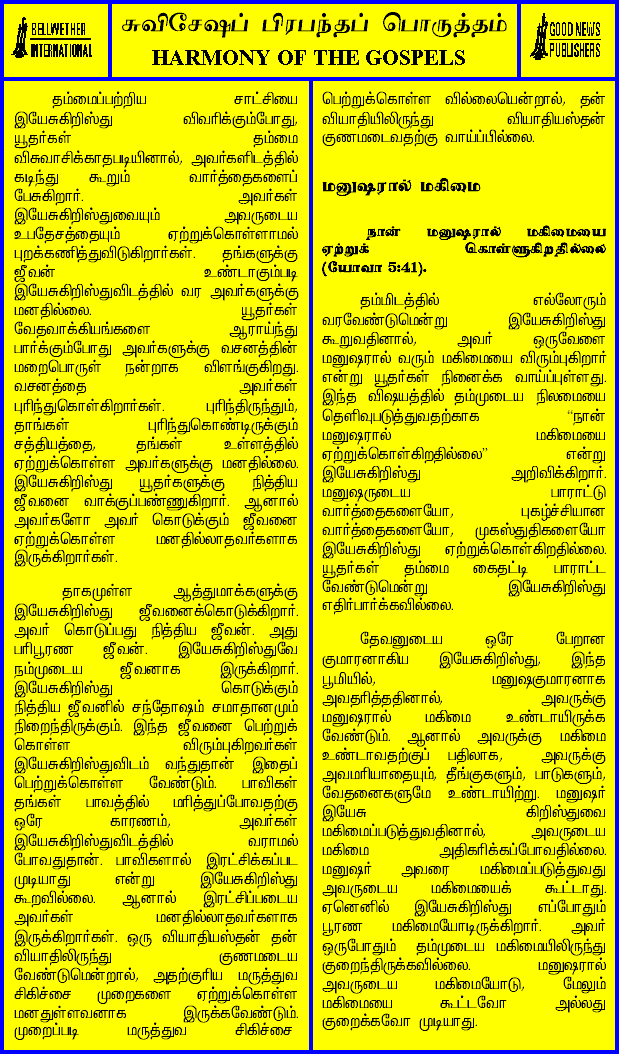 BELLWETHER
INTERNATIONAL
சுவிசேஷப் பிரபந்தப் பொருத்தம்
HARMONY OF THE GOSPELS
GOOD NEWS
PUBLISHERS
தம்மைப்பற்றிய சாட்சியை
இயேசுகிறிஸ்து விவரிக்கும்போது,
யூதர்கள் தம்மை
விசுவாசிக்காதபடியினால், அவர்களிடத்தில்
கடிந்து கூறும் வார்த்தைகளைப்
பேசுகிறார். அவர்கள்
இயேசுகிறிஸ்துவையும் அவருடைய
உபதேசத்தையும் ஏற்றுக்கொள்ளாமல்
புறக்கணித்துவிடுகிறார்கள். தங்களுக்கு
ஜீவன் உண்டாகும்படி
இயேசுகிறிஸ்துவிடத்தில் வர அவர்களுக்கு
மனதில்லை. யூதர்கள்
வேதவாக்கியங்களை ஆராய்ந்து
பார்க்கும்போது அவர்களுக்கு வசனத்தின்
மறைபொருள் நன்றாக விளங்குகிறது.
வசனத்தை அவர்கள்
புரிந்துகொள்கிறார்கள். புரிந்திருந்தும்,
தாங்கள் புரிந்துகொண்டிருக்கும்
சத்தியத்தை, தங்கள் உள்ளத்தில்
ஏற்றுக்கொள்ள அவர்களுக்கு மனதில்லை.
இயேசுகிறிஸ்து யூதர்களுக்கு நித்திய
ஜீவனை வாக்குப்பண்ணுகிறார். ஆனால்
அவர்களோ அவர் கொடுக்கும் ஜீவனை
ஏற்றுக்கொள்ள மனதில்லாதவர்களாக
இருக்கிறார்கள்.
தாகமுள்ள ஆத்துமாக்களுக்கு
இயேசுகிறிஸ்து ஜீவனைக்கொடுக்கிறார்.
அவர் கொடுப்பது நித்திய ஜீவன். அது
பரிபூரண ஜீவன். இயேசுகிறிஸ்துவே
நம்முடைய ஜீவனாக இருக்கிறார்.
இயேசுகிறிஸ்து கொடுக்கும்
நித்திய ஜீவனில் சந்தோஷம் சமாதானமும்
நிறைந்திருக்கும். இந்த ஜீவனை பெற்றுக்
கொள்ள விரும்புகிறவர்கள்
இயேசுகிறிஸ்துவிடம் வந்துதான் இதைப்
பெற்றுக்கொள்ள வேண்டும். பாவிகள்
தங்கள் பாவத்தில் மரித்துப்போவதற்கு
ஒரே காரணம், அவர்கள்
இயேசுகிறிஸ்துவிடத்தில் வராமல்
போவதுதான். பாவிகளால் இரட்சிக்கப்பட
முடியாது என்று இயேசுகிறிஸ்து
கூறவில்லை. ஆனால் இரட்சிப்படைய
அவர்கள் மனதில்லாதவர்களாக
இருக்கிறார்கள். ஒரு வியாதியஸ்தன் தன்
வியாதிலிருந்து குணமடைய
வேண்டுமென்றால், அதற்குரிய மருத்துவ
சிகிச்சை முறைகளை ஏற்றுக்கொள்ள
மனதுள்ளவனாக இருக்கவேண்டும்.
முறைப்படி மருத்துவ சிகிச்சை
பெற்றுக்கொள்ள வில்லையென்றால், தன்
வியாதியிலிருந்து வியாதியஸ்தன்
குணமடைவதற்கு வாய்ப்பில்லை.
மனுஷரால் மகிமை
நான் மனுஷரால் மகிமையை
ஏற்றுக் கொள்ளுகிறதில்லை
(யோவா 5:41).
தம்மிடத்தில் எல்லோரும்
வரவேண்டுமென்று இயேசுகிறிஸ்து
கூறுவதினால், அவர் ஒருவேளை
மனுஷரால் வரும் மகிமையை விரும்புகிறார்
என்று யூதர்கள் நினைக்க வாய்ப்புள்ளது.
இந்த விஷயத்தில் தம்முடைய நிலமையை
தெளிவுபடுத்துவதற்காக “நான்
மனுஷரால் மகிமையை
ஏற்றுக்கொள்கிறதில்லை” என்று
இயேசுகிறிஸ்து அறிவிக்கிறார்.
மனுஷருடைய பாராட்டு
வார்த்தைகளையோ, புகழ்ச்சியான
வார்த்தைகளையோ, முகஸ்துதிகளையோ
இயேசுகிறிஸ்து ஏற்றுக்கொள்கிறதில்லை.
யூதர்கள் தம்மை கைதட்டி பாராட்ட
வேண்டுமென்று இயேசுகிறிஸ்து
எதிர்பார்க்கவில்லை.
தேவனுடைய ஒரே பேறான
குமாரனாகிய இயேசுகிறிஸ்து, இந்த
பூமியில், மனுஷகுமாரனாக
அவதரித்ததினால், அவருக்கு
மனுஷரால் மகிமை உண்டாயிருக்க
வேண்டும். ஆனால் அவருக்கு மகிமை
உண்டாவதற்குப் பதிலாக, அவருக்கு
அவமரியாதையும், தீங்குகளும், பாடுகளும்,
வேதனைகளுமே உண்டாயிற்று. மனுஷர்
இயேசு கிறிஸ்துவை
மகிமைப்படுத்துவதினால், அவருடைய
மகிமை அதிகரிக்கப்போவதில்லை.
மனுஷர் அவரை மகிமைப்படுத்துவது
அவருடைய மகிமையைக் கூட்டாது.
ஏனெனில் இயேசுகிறிஸ்து எப்போதும்
பூரண மகிமையோடிருக்கிறார். அவர்
ஒருபோதும் தம்முடைய மகிமையிலிருந்து
குறைந்திருக்கவில்லை. மனுஷரால்
அவருடைய மகிமையோடு, மேலும்
மகிமையை கூட்டவோ அல்லது
குறைக்கவோ முடியாது.